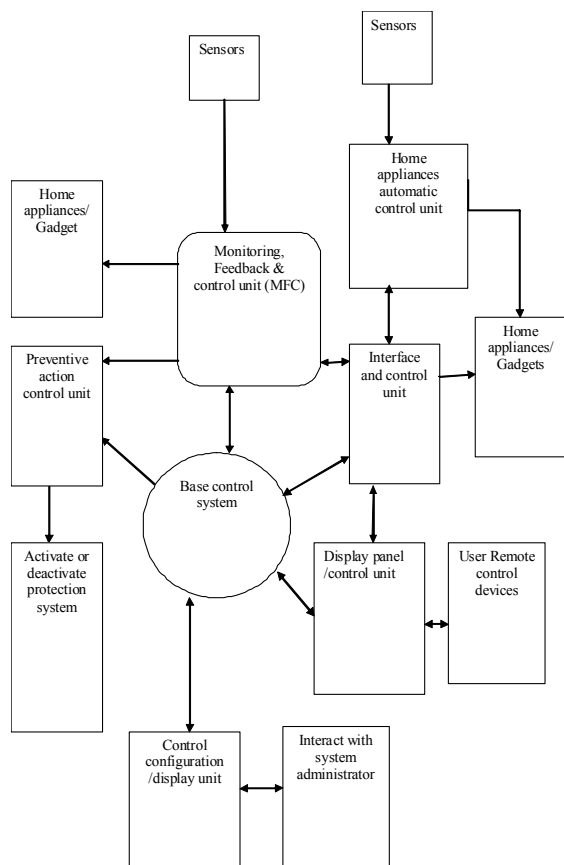 Sensors
Sensors
Home
appliances
automatic
control unit
Home
appliances/
Gadget
Monitoring,
Feedback &
control unit (MFC)
Preventive
action
control unit
Interface
and control
unit
Home
appliances/
Gadgets
Base control
system
Activate or
deactivate
protection
system
Display panel
/control unit
User Remote
control
devices
Control
configuration
/display unit
Interact with
system
administrator